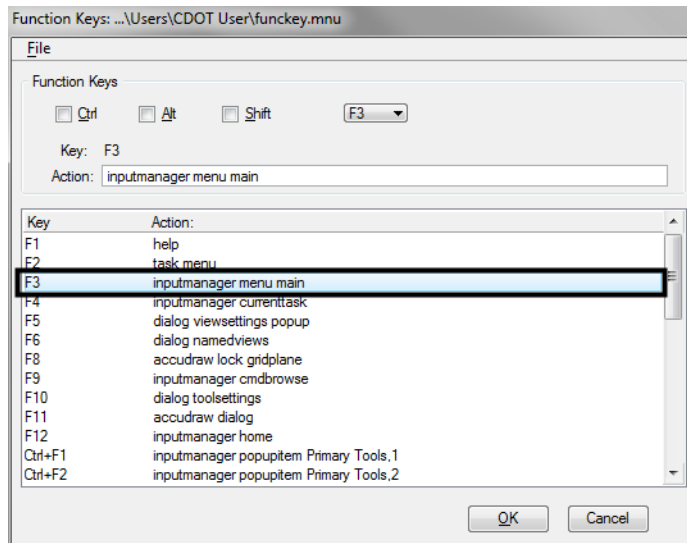 Function Keys: ...\Users\CDOT User\funckey.mnu
File
Function Keys
Ctrl Alt Shift F3
Key: F3
Action: inputmanager menu main
Key Action:
F1 help
F2 task menu
F3 inputmanager menu main
F4 inputmanager currenttask
F5 dialog viewsettings popup
F6 dialog namedviews
F8 accudraw lock gridplane
F9 inputmanager cmdbrowse
F10 dialog toolsettings
F11 accudraw dialog
F12 inputmanager home
Ctrl+F1 inputmanager popupitem Primary Tools,1
Ctrl+F2 inputmanager popupitem Primary Tools,2
OK Cancel